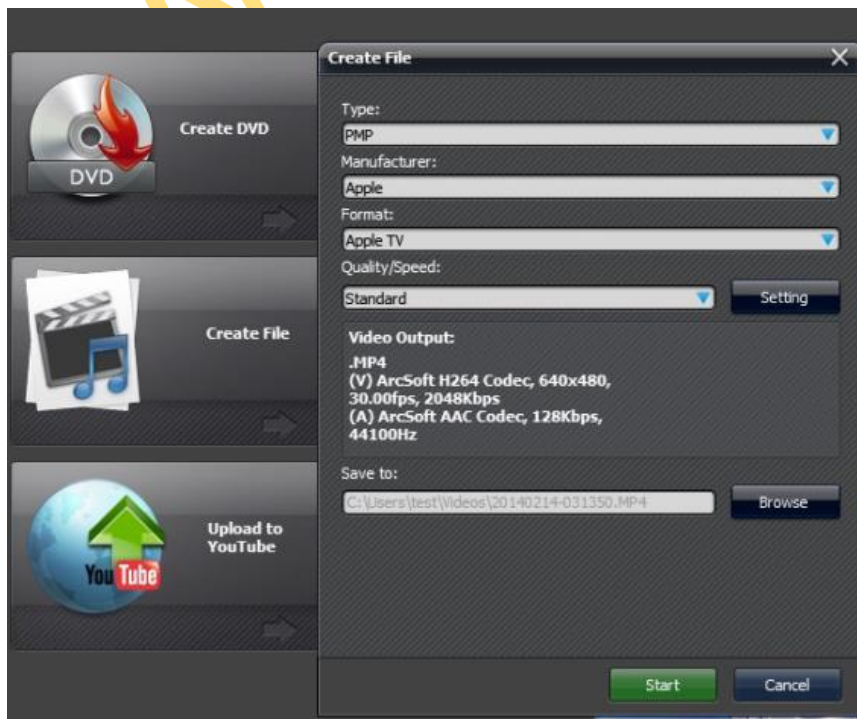 Create DVD
DVD
Create File
Upload to
YouTube
You Tube
Create File
Type:
PMP
Manufacturer:
Apple
Format:
Apple TV
Quality/Speed:
Standard
Setting
Video Output:
.MP4
(V) ArcSoft H264 Codec, 640x480,
30.00fps, 2048Kbps
(A) ArcSoft AAC Codec, 128Kbps,
44100Hz
Save to:
C:\Users\test\Videos\20140214-031350.MP4
Browse
Start
Cancel